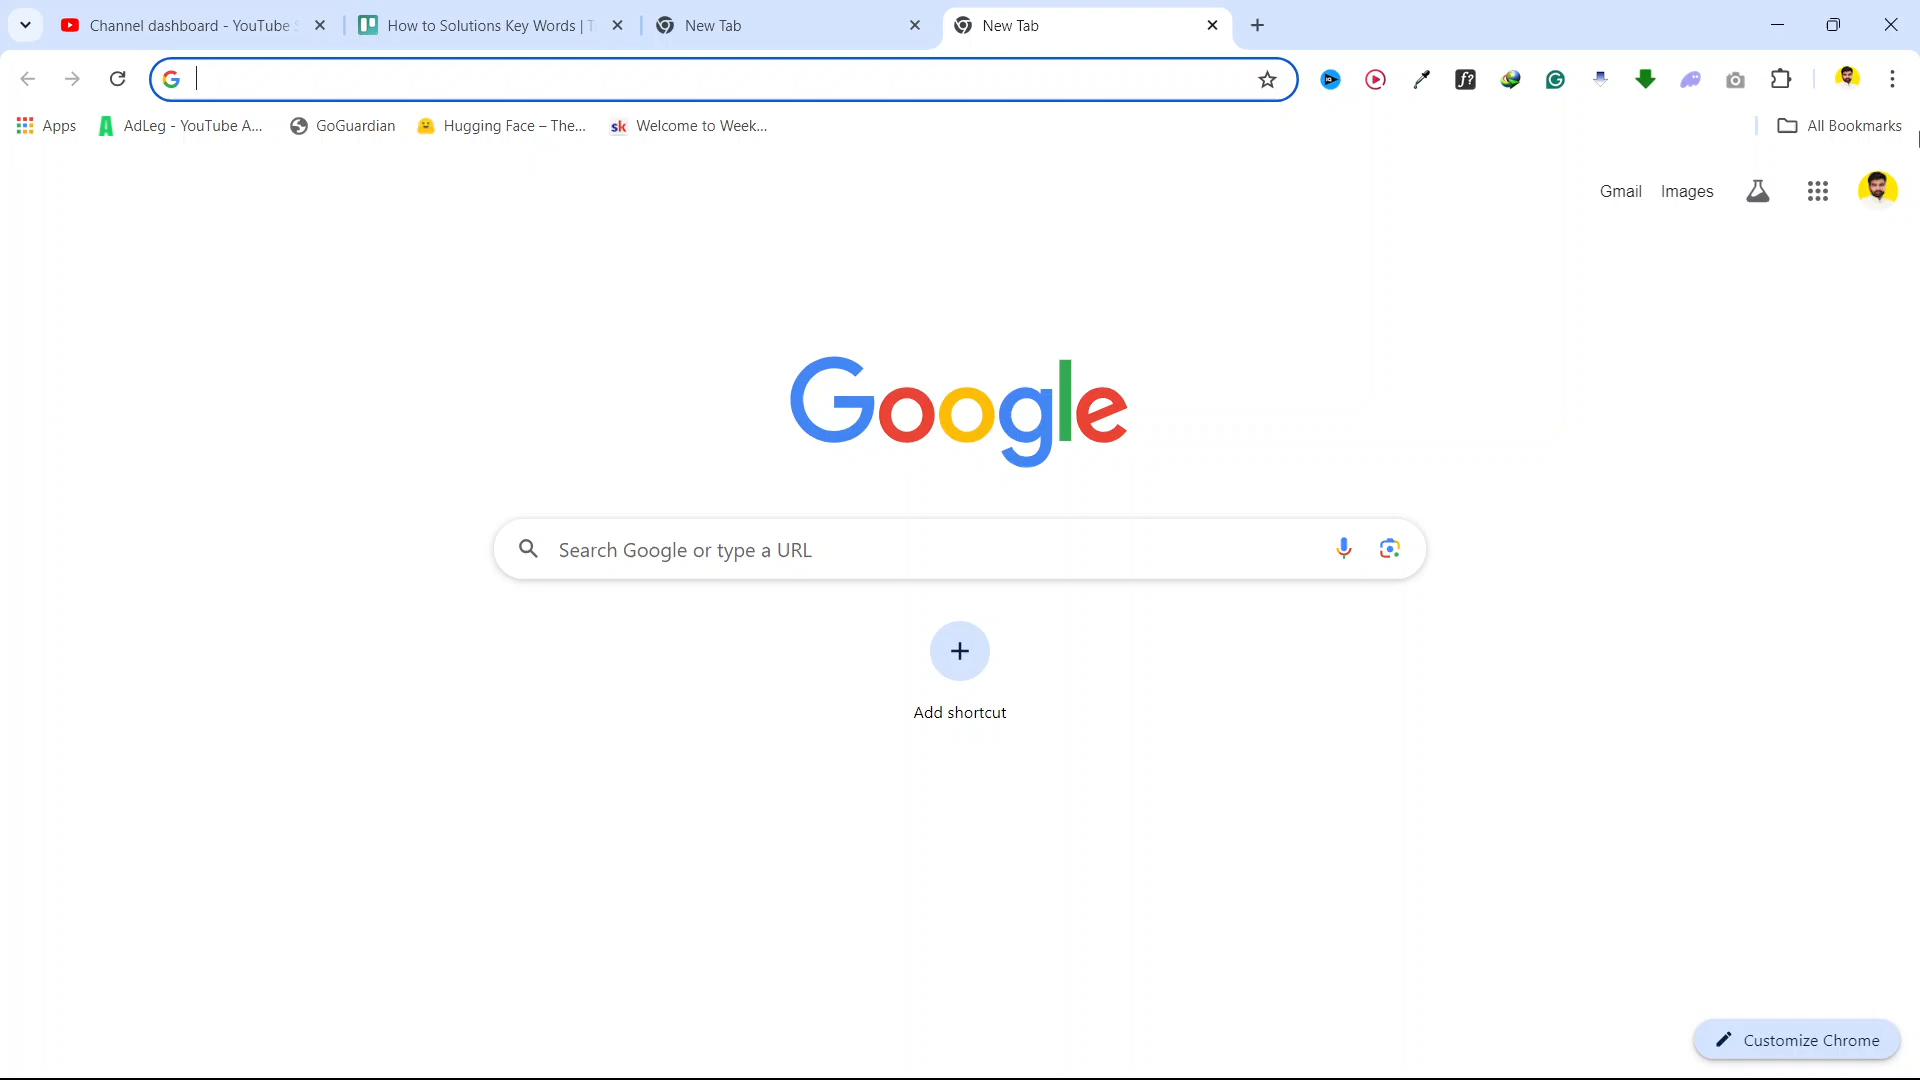 Channel dashboard - YouTube S
How to Solutions Key Words | T
New Tab
New Tab
Apps
AdLeg - YouTube A...
GoGuardian
Hugging Face – The...
sk Welcome to Week...
All Bookmarks
Gmail
Images
Google
Search Google or type a URL
Add shortcut
Customize Chrome